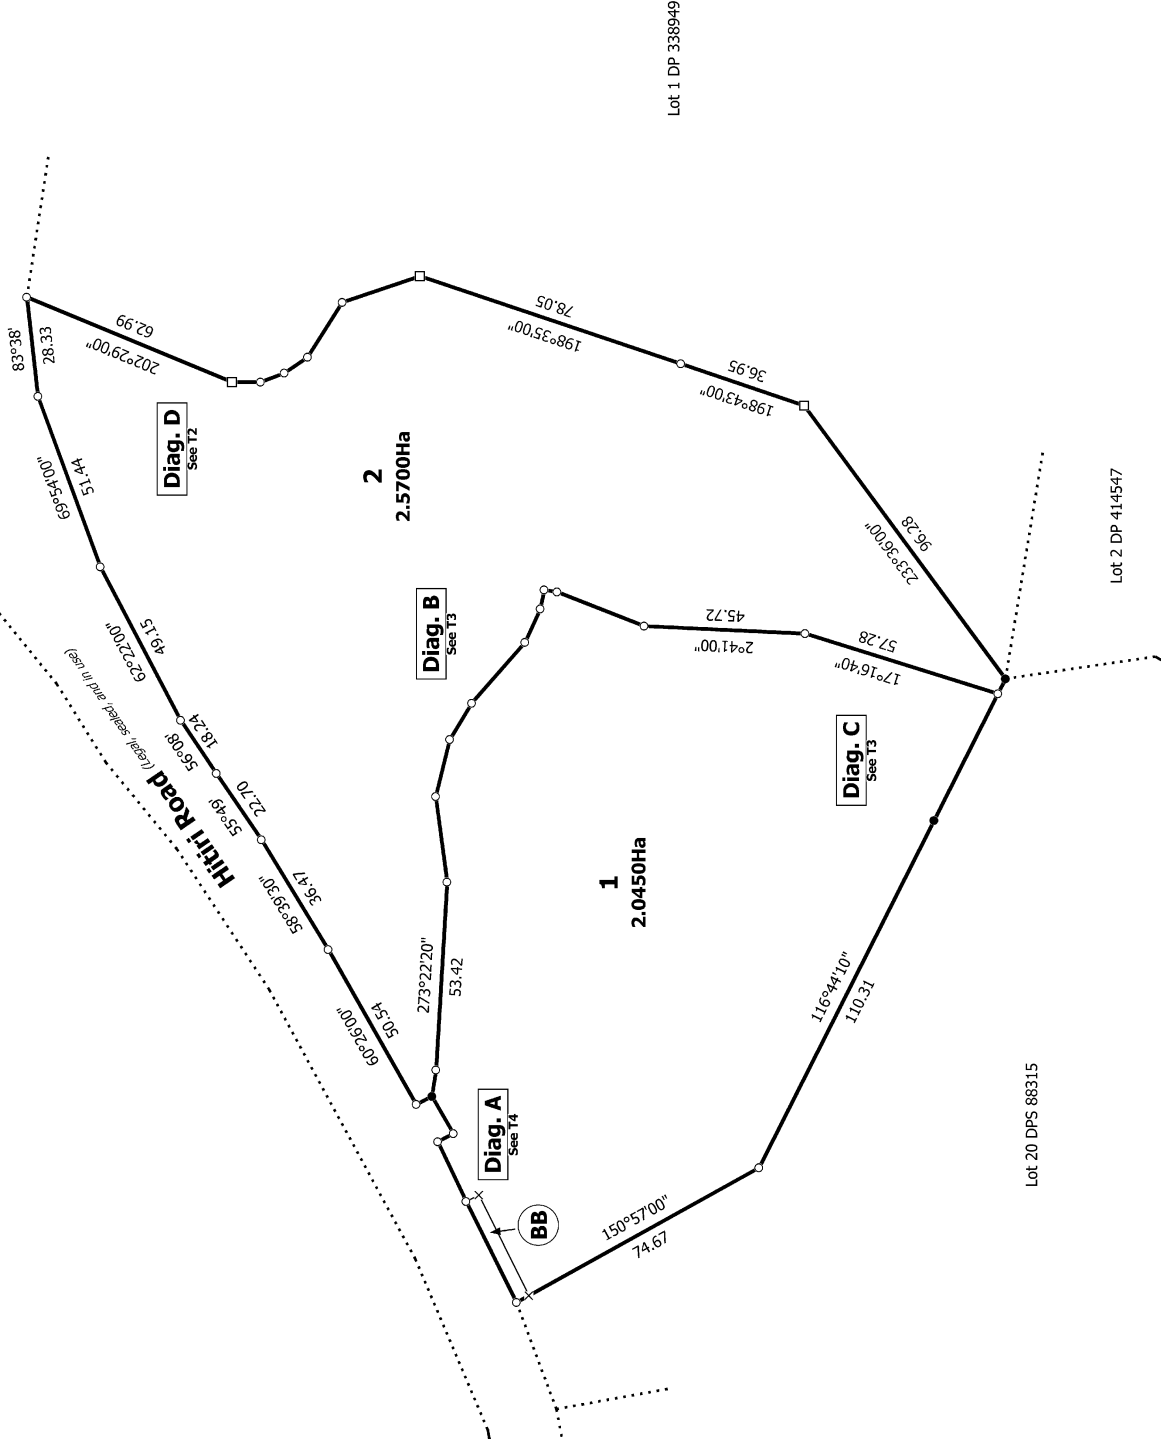 Lot 1 DP 338949
83°38'
28.33
62.99
202°29'00"
Diag. D
See T2
69°54'00"
51.44
2
2.5700Ha
78.05
198°35'00"
36.95
198°43'00"
96.28
233°36'00"
Lot 2 DP 414547
62°22'00"
49.15
56°08'
18.24
55°49'
22.70
58°39'30"
36.47
60°26'00"
50.54
Hitiri Road (Legal, sealed, and in use)
Diag. B
See T3
45.72
2°41'00"
57.28
17°16'40"
Diag. C
See T3
1
2.0450Ha
273°22'20"
53.42
116°44'10"
110.31
Diag. A
See T4
BB
150°57'00"
74.67
Lot 20 DPS 88315